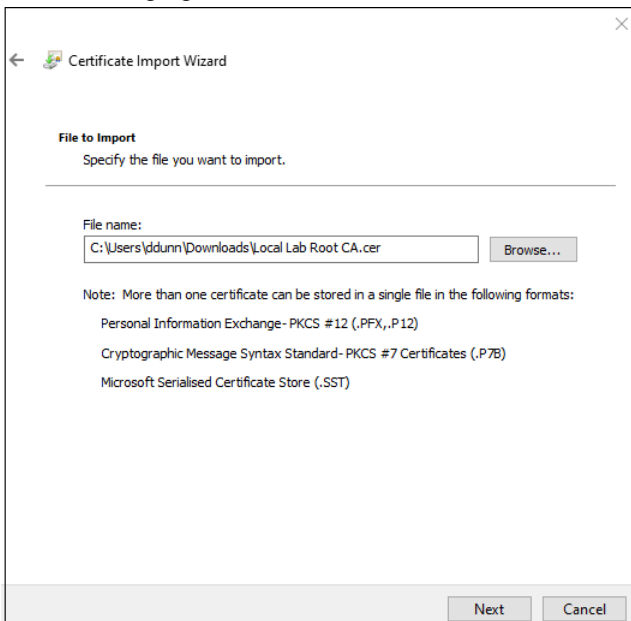 Certificate Import Wizard
File to Import
Specify the file you want to import.
File name:
C:\Users\ddunn\Downloads\Local Lab Root CA.cer
Browse...
Note: More than one certificate can be stored in a single file in the following formats:
Personal Information Exchange- PKCS #12 (.PFX,.P12)
Cryptographic Message Syntax Standard- PKCS #7 Certificates (.P7B)
Microsoft Serialised Certificate Store (.SST)
Next
Cancel